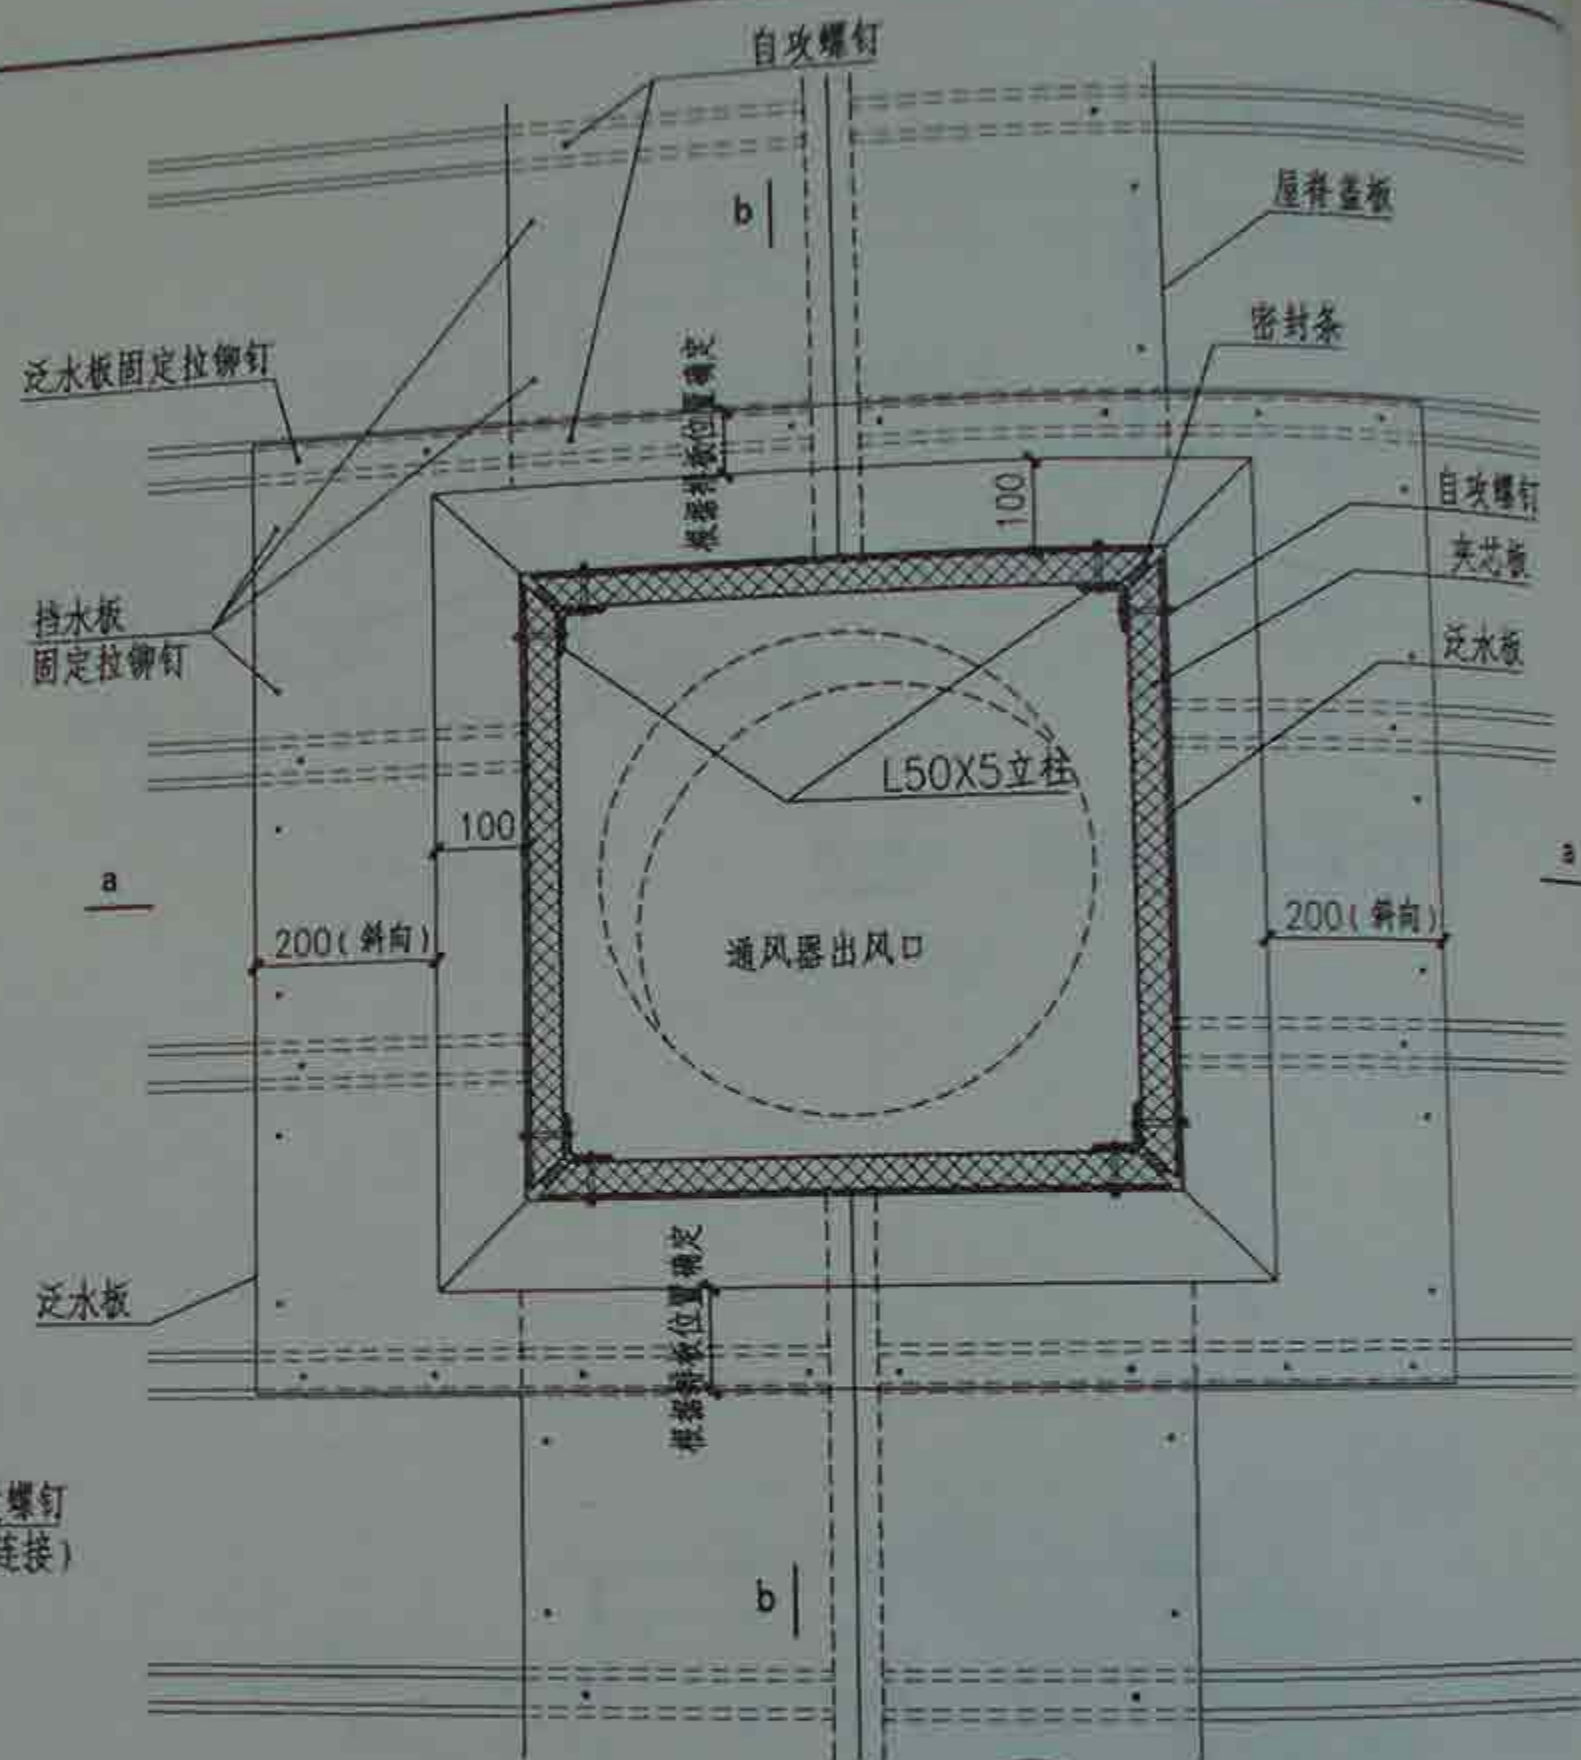 自攻螺钉
b
屋脊盖板
密封条
泛水板固定拉铆钉
根据排板位置确定
100
自攻螺钉
夹芯板
泛水板
挡水板
固定拉铆钉
L50X5立柱
100
a
a
200(斜向)
200(斜向)
通风器出风口
泛水板
根据排板位置确定
螺钉
连接)
b